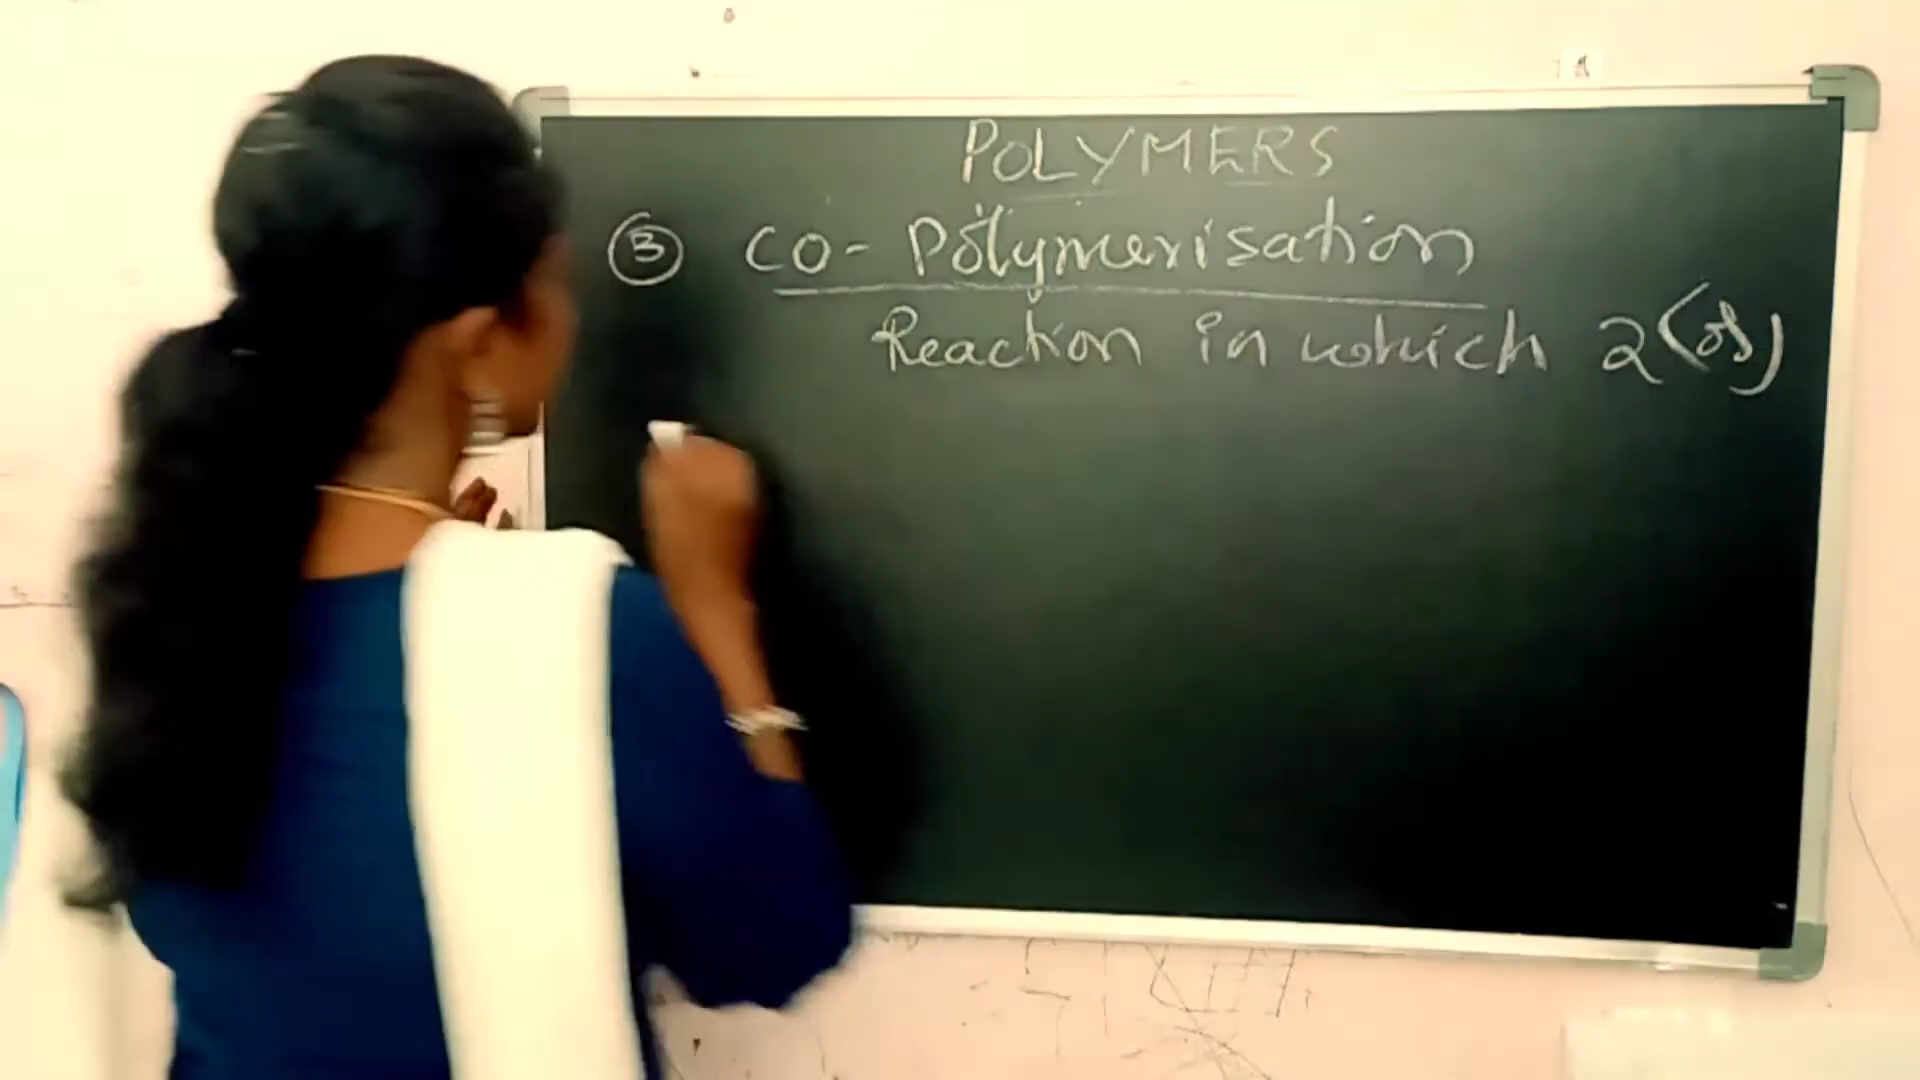 POLYMERS
③ CO-Polymerisation
Reaction in which 2 (or)